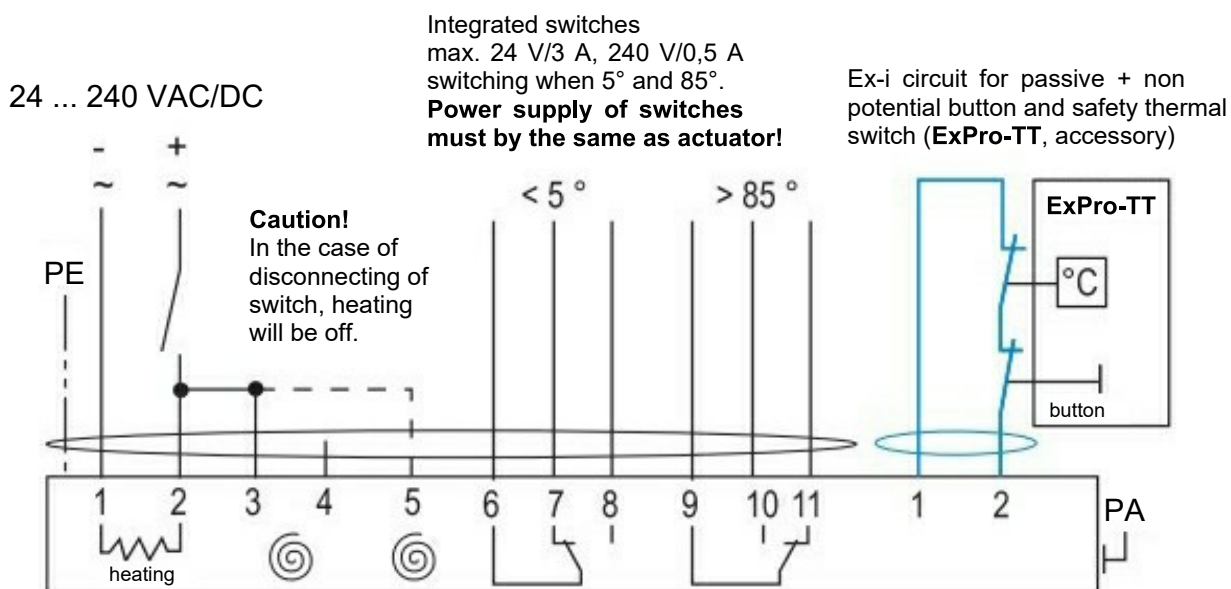 Integrated switches
max. 24 V/3 A, 240 V/0,5 A
switching when 5° and 85°.
Power supply of switches
must by the same as actuator!
24 ... 240 VAC/DC
Ex-i circuit for passive + non
potential button and safety thermal
switch (ExPro-TT, accessory)
- +
~ ~
< 5 ° > 85 °
ExPro-TT
Caution!
In the case of
disconnecting of
switch, heating
will be off.
PE
°C
button
1 2 3 4 5 6 7 8 9 10 11 1 2
PA
heating